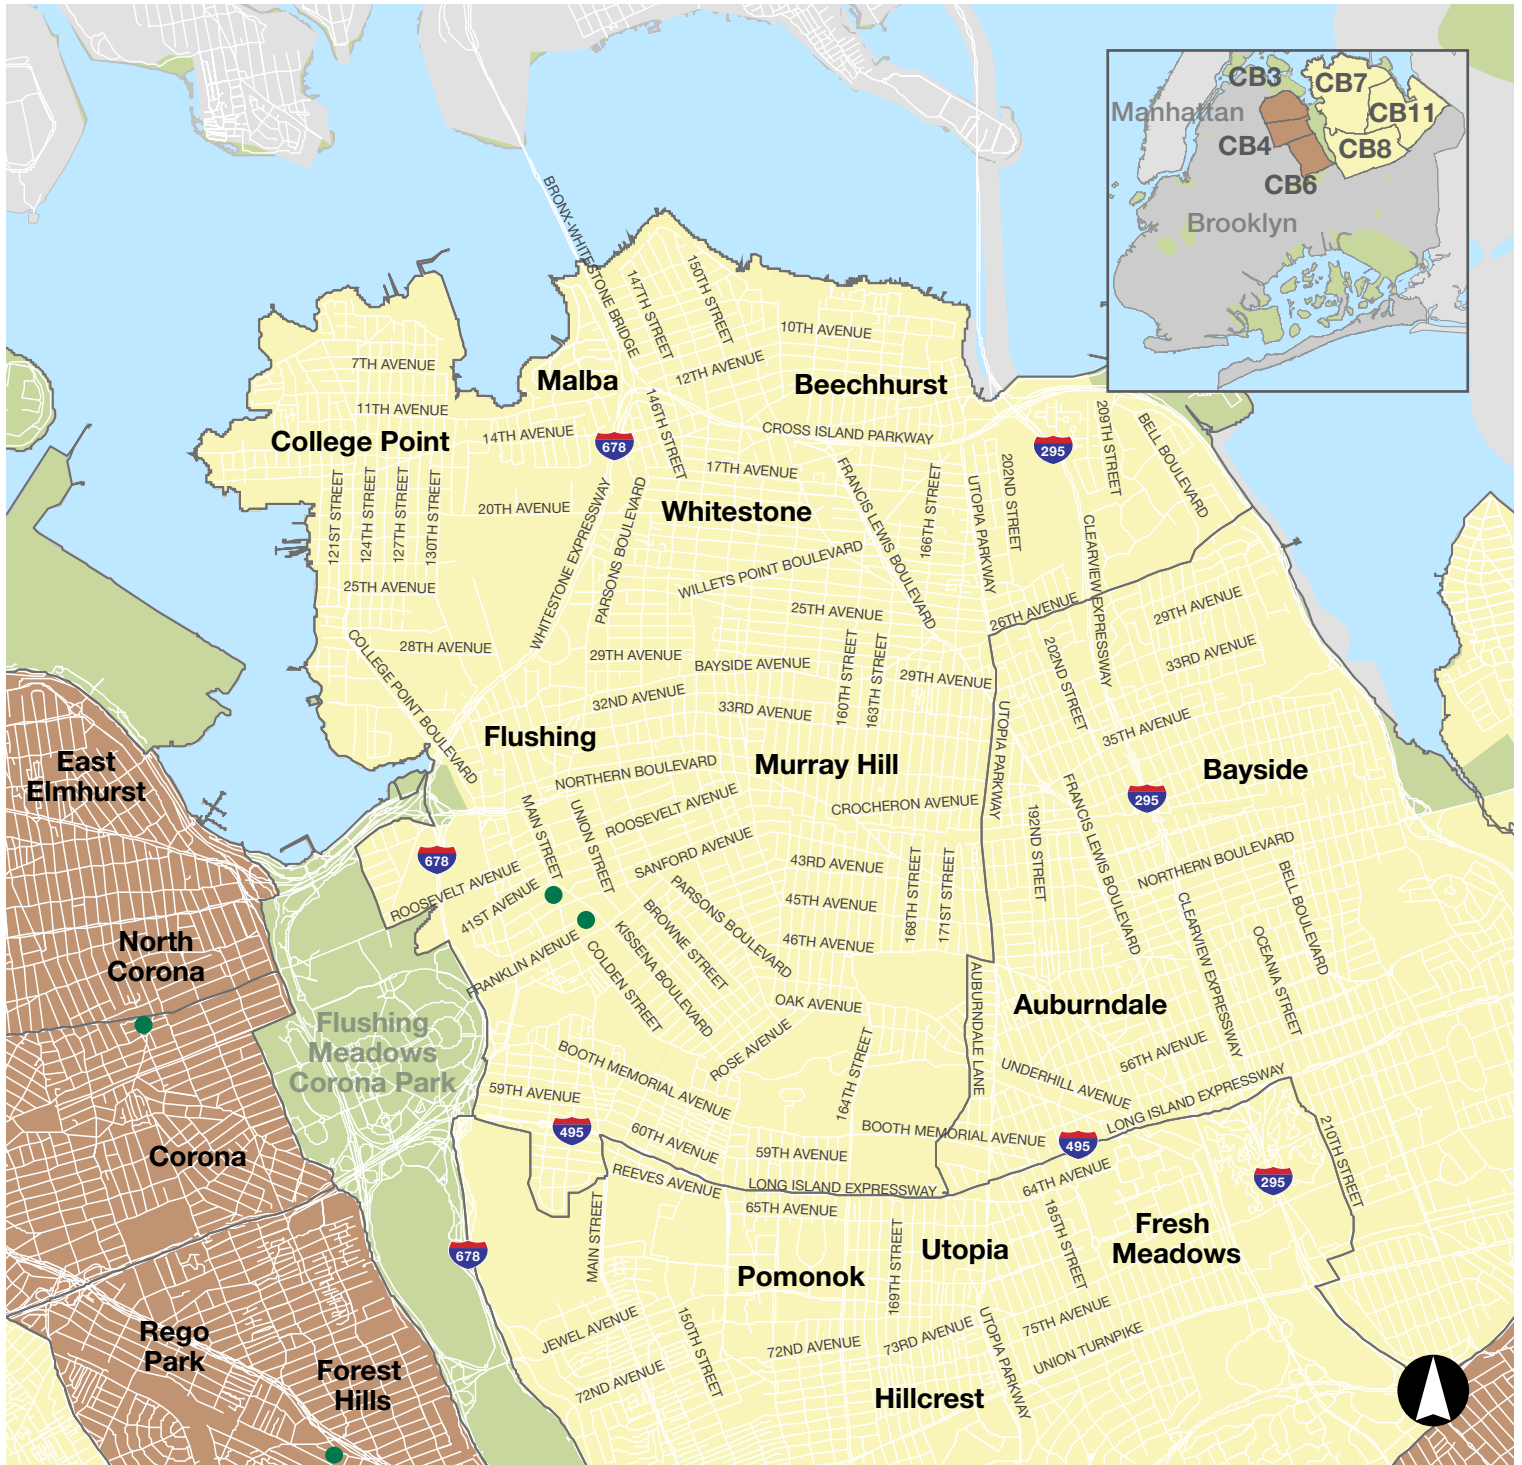 CB3
CB7
Manhattan
CB11
CB4
CB8
CB6
Brooklyn
BRONX-WHITESTONE BRIDGE
147TH STREET
150TH STREET
10TH AVENUE
7TH AVENUE
12TH AVENUE
Malba
Beechhurst
11TH AVENUE
146TH STREET
College Point
14TH AVENUE
678
CROSS ISLAND PARKWAY
295
209TH STREET
BELL BOULEVARD
17TH AVENUE
FRANCIS LEWIS BOULEVARD
166TH STREET
UTOPIA PARKWAY
202ND STREET
121ST STREET
124TH STREET
127TH STREET
130TH STREET
20TH AVENUE
WHITESTONE EXPRESSWAY
PARSONS BOULEVARD
Whitestone
CLEARVIEW EXPRESSWAY
WILLETS POINT BOULEVARD
25TH AVENUE
25TH AVENUE
26TH AVENUE
29TH AVENUE
28TH AVENUE
COLLEGE POINT BOULEVARD
29TH AVENUE
BAYSIDE AVENUE
160TH STREET
163TH STREET
29TH AVENUE
202ND STREET
33RD AVENUE
32ND AVENUE
33RD AVENUE
UTOPIA PARKWAY
35TH AVENUE
Flushing
Murray Hill
Bayside
East
Elmhurst
NORTHERN BOULEVARD
ROOSEVELT AVENUE
CROCHERON AVENUE
295
MAIN STREET
UNION STREET
192ND STREET
FRANCIS LEWIS BOULEVARD
NORTHERN BOULEVARD
678
SANFORD AVENUE
43RD AVENUE
168TH STREET
171ST STREET
BELL BOULEVARD
ROOSEVELT AVENUE
41ST AVENUE
PARSONS BOULEVARD
45TH AVENUE
CLEARVIEW EXPRESSWAY
BROWNE STREET
KISSENA BOULEVARD
46TH AVENUE
OCEANIA STREET
North
Corona
FRANKLIN AVENUE
COLDEN STREET
AUBURNDALE LANE
Auburndale
OAK AVENUE
Flushing
Meadows
Corona Park
ROSE AVENUE
164TH STREET
BOOTH MEMORIAL AVENUE
UNDERHILL AVENUE
56TH AVENUE
59TH AVENUE
LONG ISLAND EXPRESSWAY
495
60TH AVENUE
BOOTH MEMORIAL AVENUE
495
210TH STREET
Corona
59TH AVENUE
295
REEVES AVENUE
LONG ISLAND EXPRESSWAY
64TH AVENUE
65TH AVENUE
MAIN STREET
169TH STREET
185TH STREET
678
Utopia
Fresh
Meadows
Pomonok
Rego
Park
JEWEL AVENUE
150TH STREET
72ND AVENUE
73RD AVENUE
UTOPIA PARKWAY
75TH AVENUE
UNION TURNPIKE
Forest
Hills
72ND AVENUE
Hillcrest